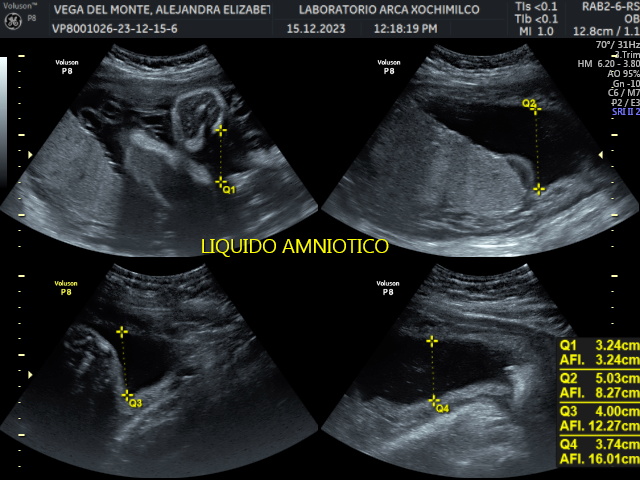 Voluson™
GE P8
VEGA DEL MONTE, ALEJANDRA ELIZABET
VP8001026-23-12-15-6
LABORATORIO ARCA XOCHIMILCO
15.12.2023 12:18:19 PM
TIs <0.1
TIb <0.1
MI 1.0
RAB2-6-RS
OB
12.8cm / 1.1
70°/ 31Hz
3.Trim
HM 6.20 - 3.80
AO 95%
Gn -10
C6 / M7
P2 / E3
SRI II 2
Voluson
P8
Voluson
P8
Q1
Q2
LIQUIDO AMNIOTICO
Voluson
P8
Voluson
P8
Q3
Q4
Q1 3.24cm
AFI. 3.24cm
Q2 5.03cm
AFI. 8.27cm
Q3 4.00cm
AFI. 12.27cm
Q4 3.74cm
AFI. 16.01cm